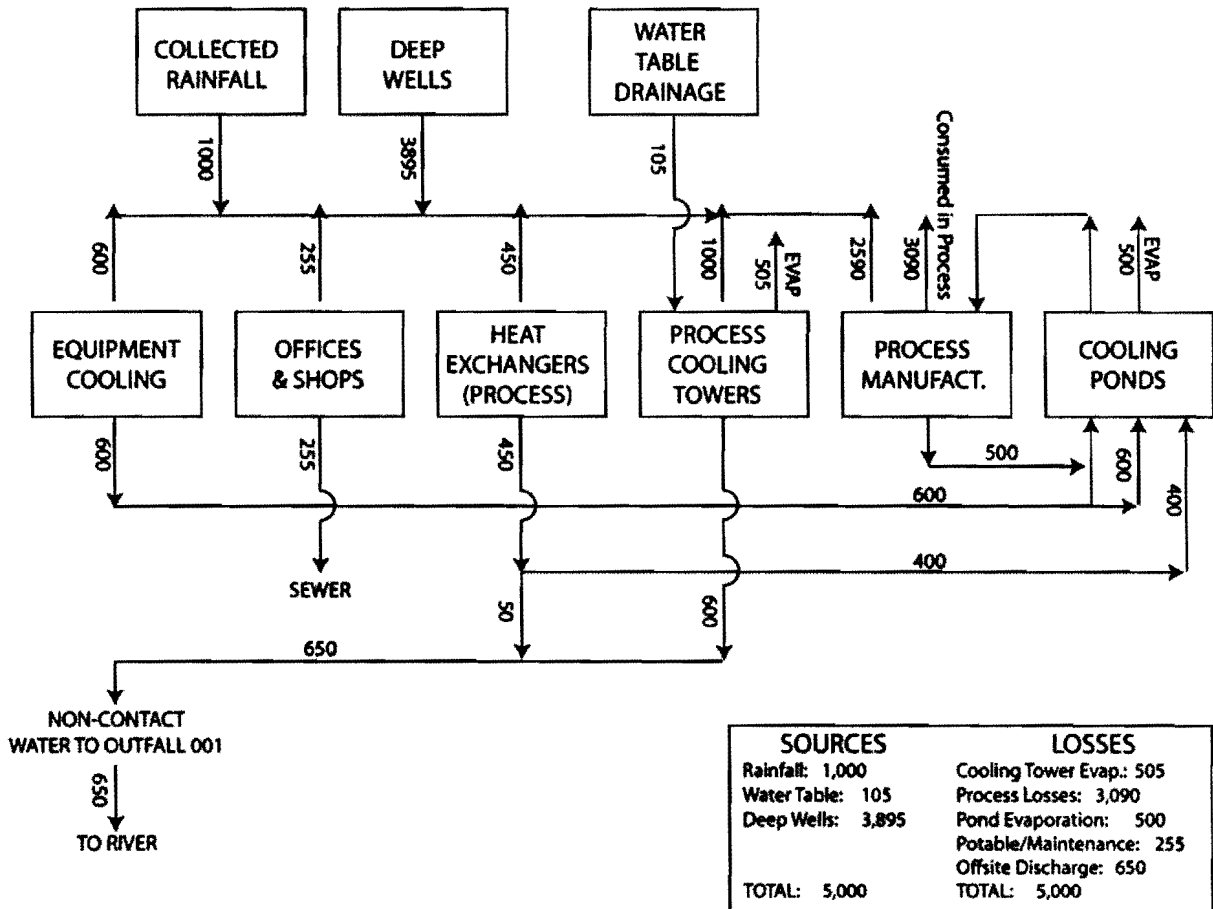 COLLECTED
RAINFALL
DEEP
WELLS
WATER
TABLE
DRAINAGE
1000
3895
105
600
255
450
1000
505
EVAP
2590
3090
Consumed in Process
500
EVAP
EQUIPMENT
COOLING
OFFICES
& SHOPS
HEAT
EXCHANGERS
(PROCESS)
PROCESS
COOLING
TOWERS
PROCESS
MANUFACT.
COOLING
PONDS
600
255
450
500
600
600
400
SEWER
400
50
600
650
NON-CONTACT
WATER TO OUTFALL 001
650
TO RIVER
SOURCES
Rainfall: 1,000
Water Table: 105
Deep Wells: 3,895
TOTAL: 5,000
LOSSES
Cooling Tower Evap.: 505
Process Losses: 3,090
Pond Evaporation: 500
Potable/Maintenance: 255
Offsite Discharge: 650
TOTAL: 5,000